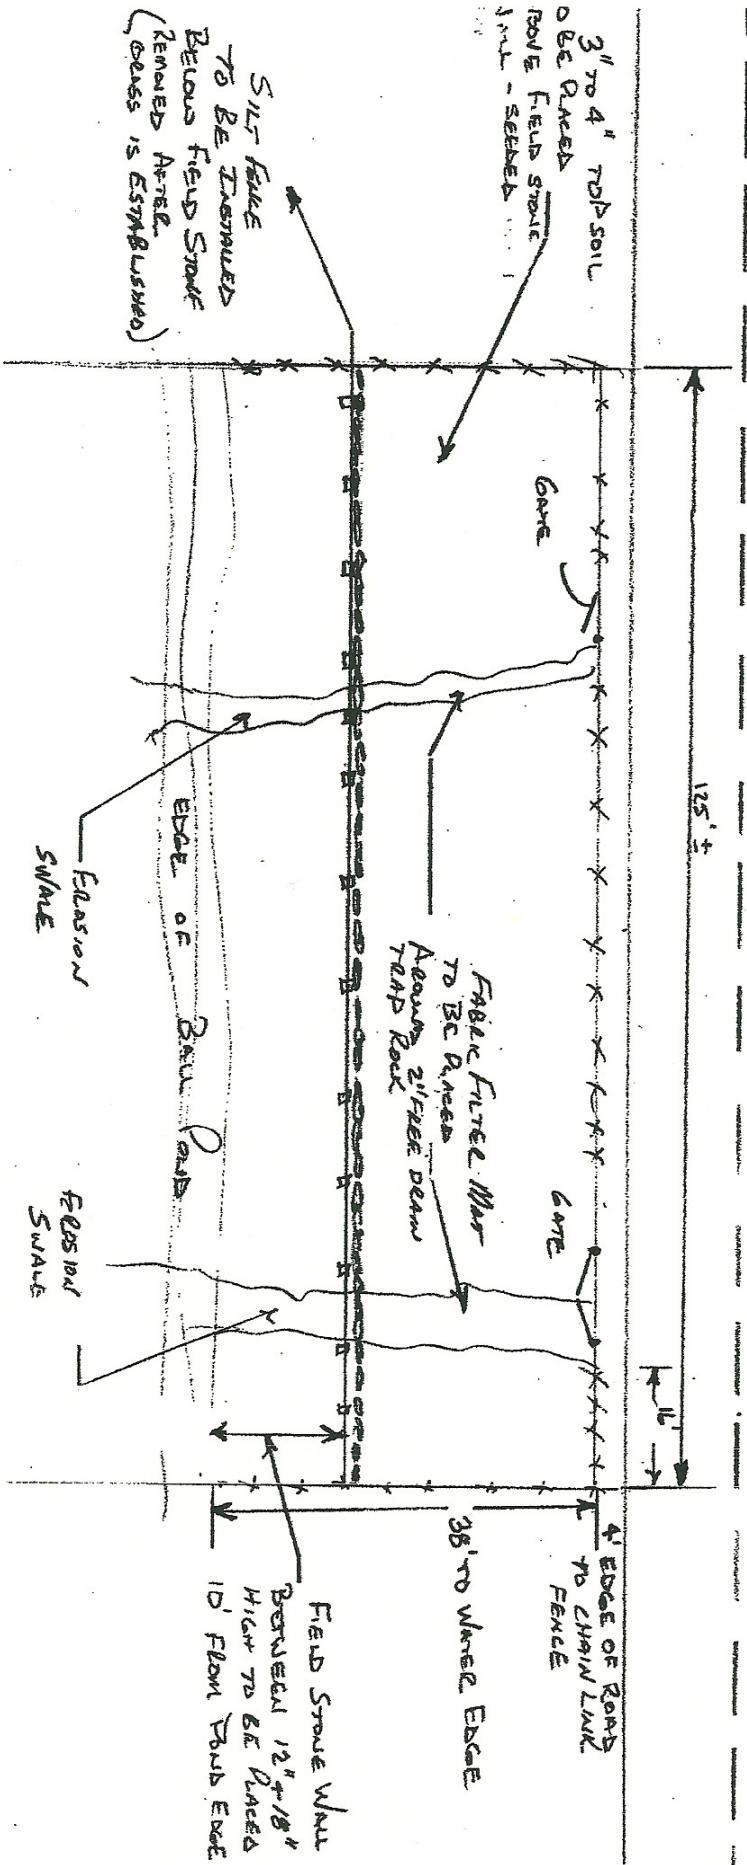 3" TO 4" TOPSOIL
O BE PLACED
BOVE FIELD STONE
- SEEDED
SILT FENCE
TO BE INSTALLED
BELOW FIELD STONE
(REMOVED AFTER
GRASS IS ESTABLISHED)
GATE
125' ±
EROSION
SWALE
EDGE OF BALL POND
FABRIC FILTER MAT
TO BE PLACED
AROUND 2" FREE DRAIN
TRAP ROCK
GATE
EROSION
SWALE
16'
4' EDGE OF ROAD
TO CHAIN LINK
FENCE
38' TO WATER EDGE
FIELD STONE WALL
BETWEEN 12" + 18"
HIGH TO BE PLACED
10' FROM POND EDGE